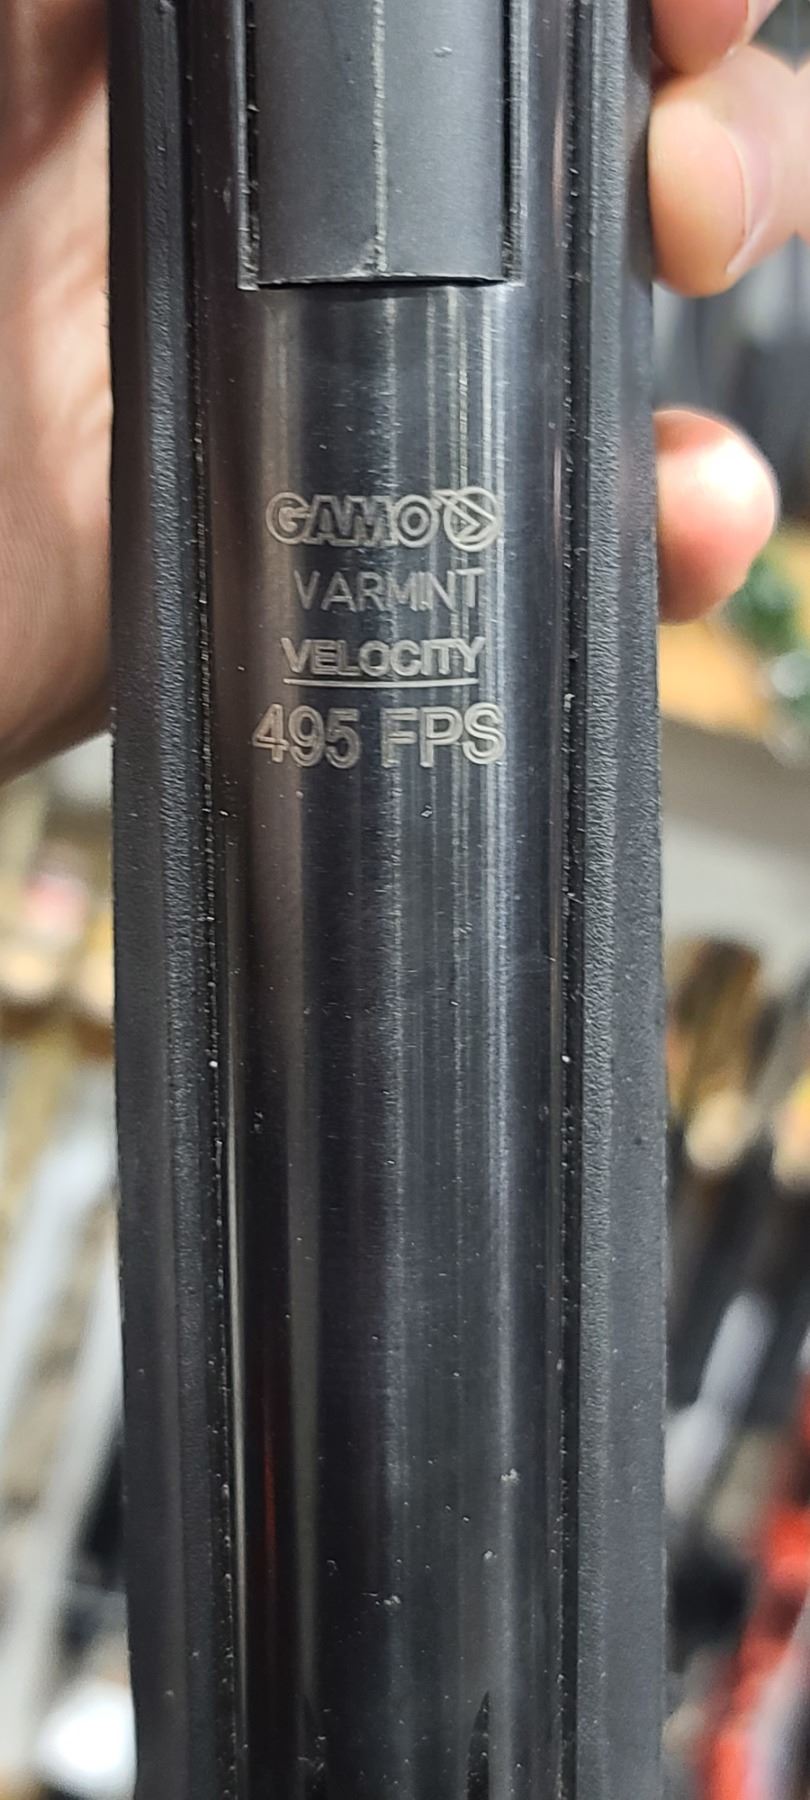 GAMO
VARMINT
VELOCITY
495 FPS